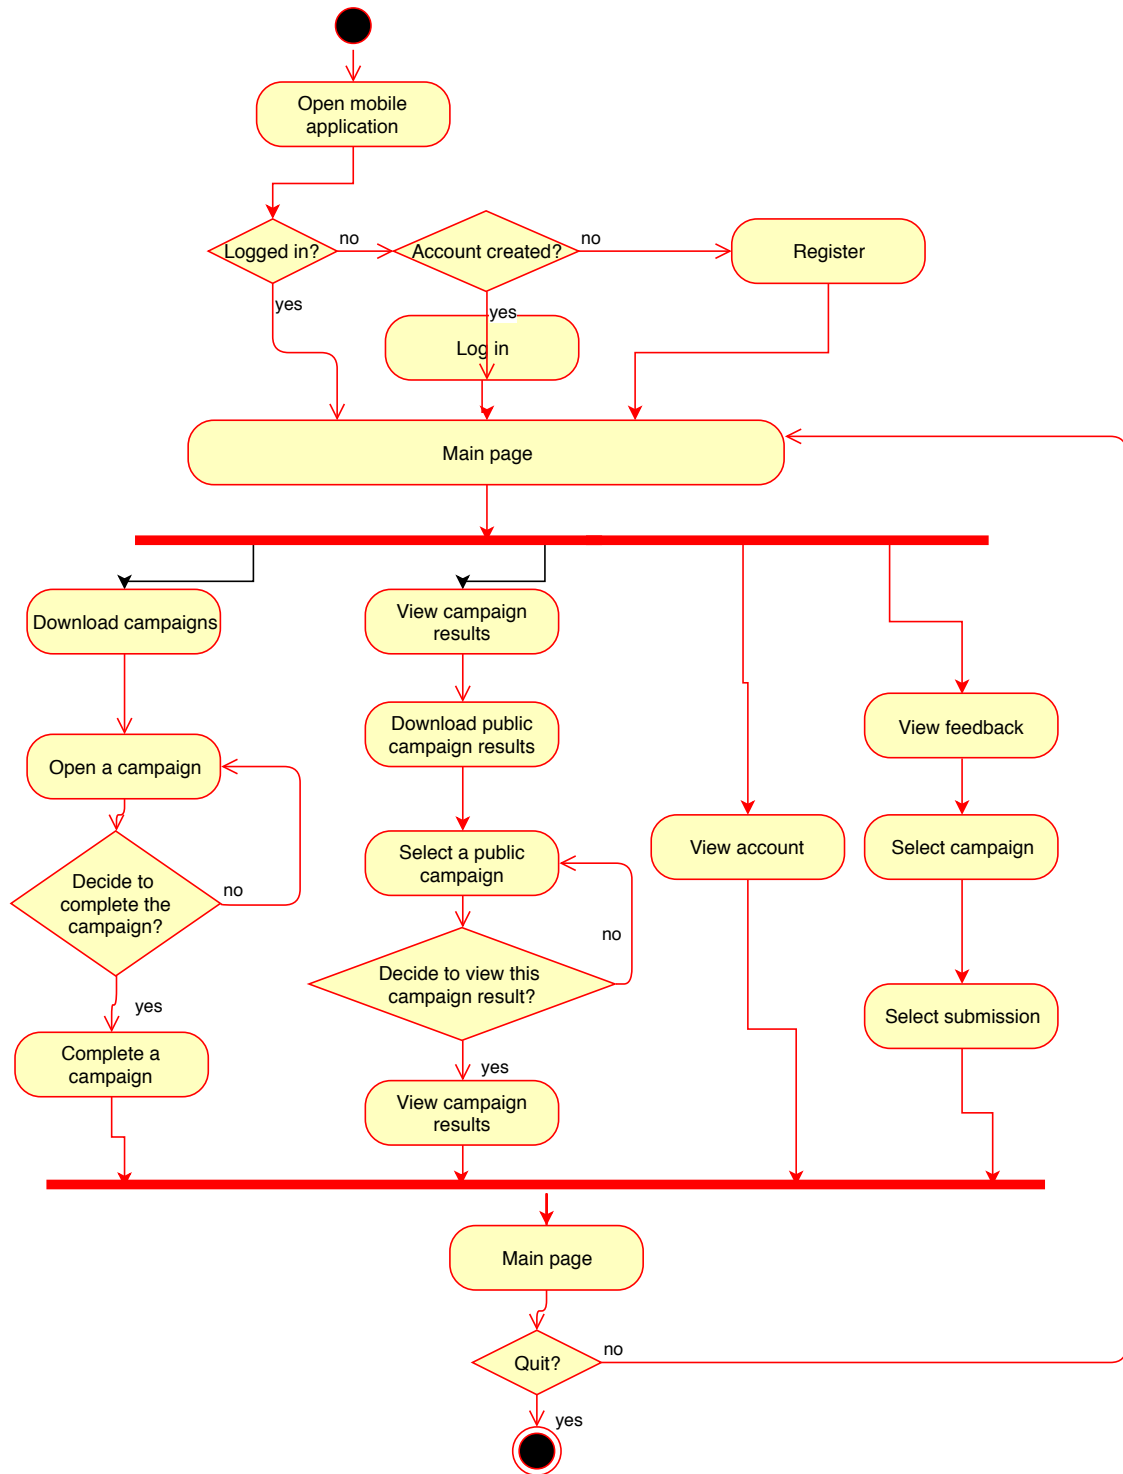 Open mobile
application
Logged in?
no
Account created?
no
Register
yes
yes
Log in
Main page
Download campaigns
View campaign
results
Download public
campaign results
View feedback
Open a campaign
Select a public
campaign
View account
Select campaign
Decide to
complete the
campaign?
no
no
Decide to view this
campaign result?
Select submission
yes
Complete a
campaign
yes
View campaign
results
Main page
Quit?
no
yes